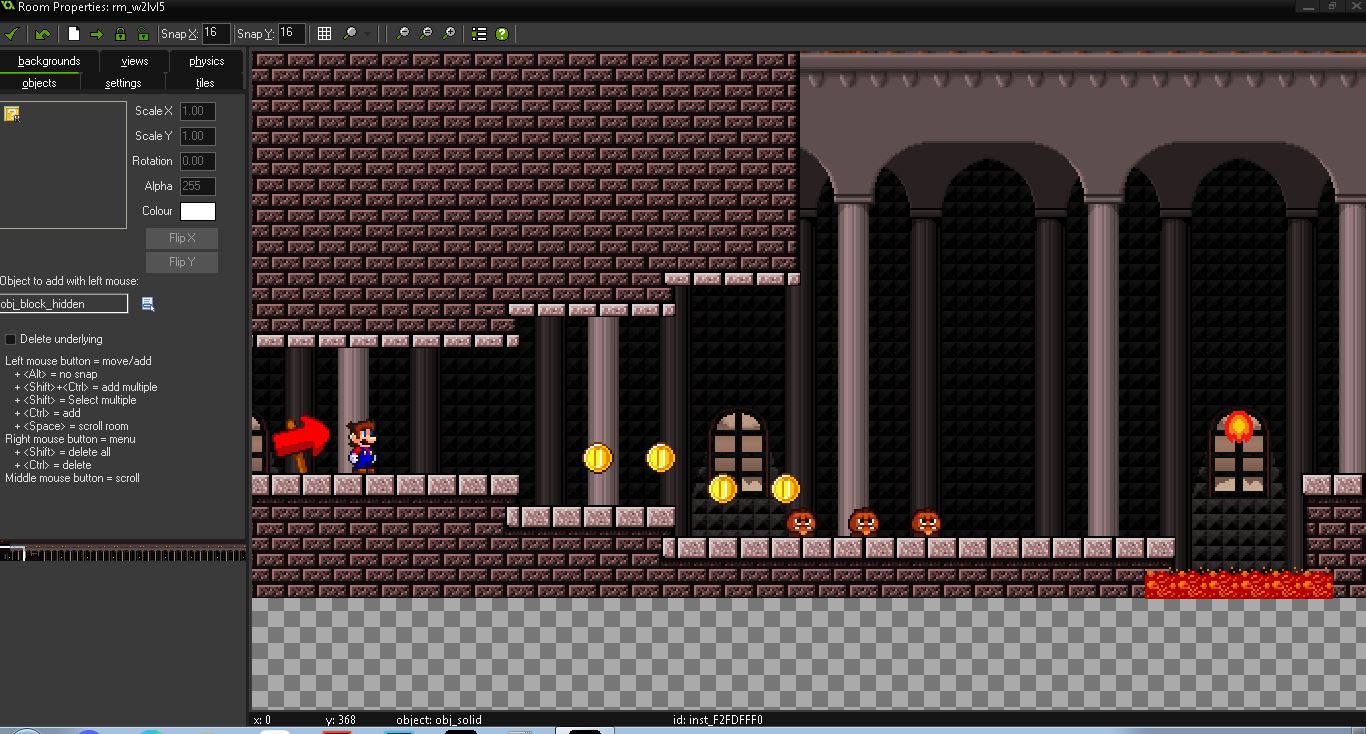 Room Properties: rm_w2lvl5
Snap X: 16 Snap Y: 16
backgrounds views physics
objects settings tiles
Scale X 1.00
Scale Y 1.00
Rotation 0.00
Alpha 255
Colour
Flip X
Flip Y
Object to add with left mouse:
obj_block_hidden
Delete underlying
Left mouse button = move/add
+ <Alt> = no snap
+ <Shift>+<Ctrl> = add multiple
+ <Shift> = Select multiple
+ <Ctrl> = add
+ <Space> = scroll room
Right mouse button = menu
+ <Shift> = delete all
+ <Ctrl> = delete
Middle mouse button = scroll
x: 0 y: 368 object: obj_solid id: inst_F2FDFFF0